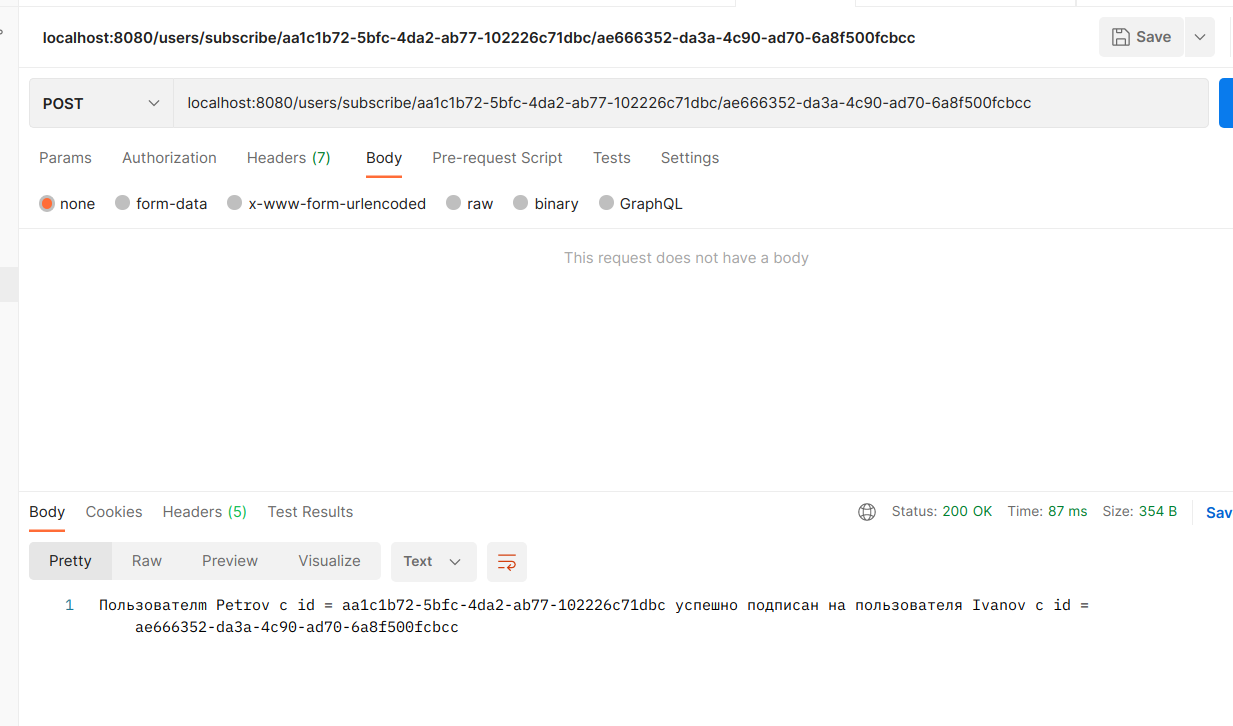 localhost:8080/users/subscribe/aa1c1b72-5bfc-4da2-ab77-102226c71dbc/ae666352-da3a-4c90-ad70-6a8f500fcbcc
Save
POST
localhost:8080/users/subscribe/aa1c1b72-5bfc-4da2-ab77-102226c71dbc/ae666352-da3a-4c90-ad70-6a8f500fcbcc
Params Authorization Headers (7) Body Pre-request Script Tests Settings
none form-data x-www-form-urlencoded raw binary GraphQL
This request does not have a body
Body Cookies Headers (5) Test Results Status: 200 OK Time: 87 ms Size: 354 B Sav
Pretty Raw Preview Visualize Text
1 Пользователм Petrov с id = aa1c1b72-5bfc-4da2-ab77-102226c71dbc успешно подписан на пользователя Ivanov с id =
ae666352-da3a-4c90-ad70-6a8f500fcbcc